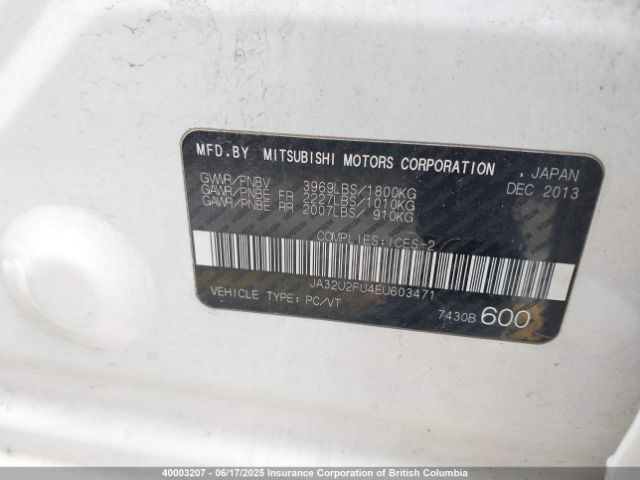 MFD.BY MITSUBISHI MOTORS CORPORATION , JAPAN
GVWR/PNBV 3969LBS/1800KG DEC 2013
GAWR/PNBE FR 2227LBS/1010KG
GAWR/PNBE RR 2007LBS/ 910KG
COMPLIES:ICES-2
JA32U2FU4EU603471
VEHICLE TYPE: PC/VT
7430B 600
40003207 - 06/17/2025 Insurance Corporation of British Columbia